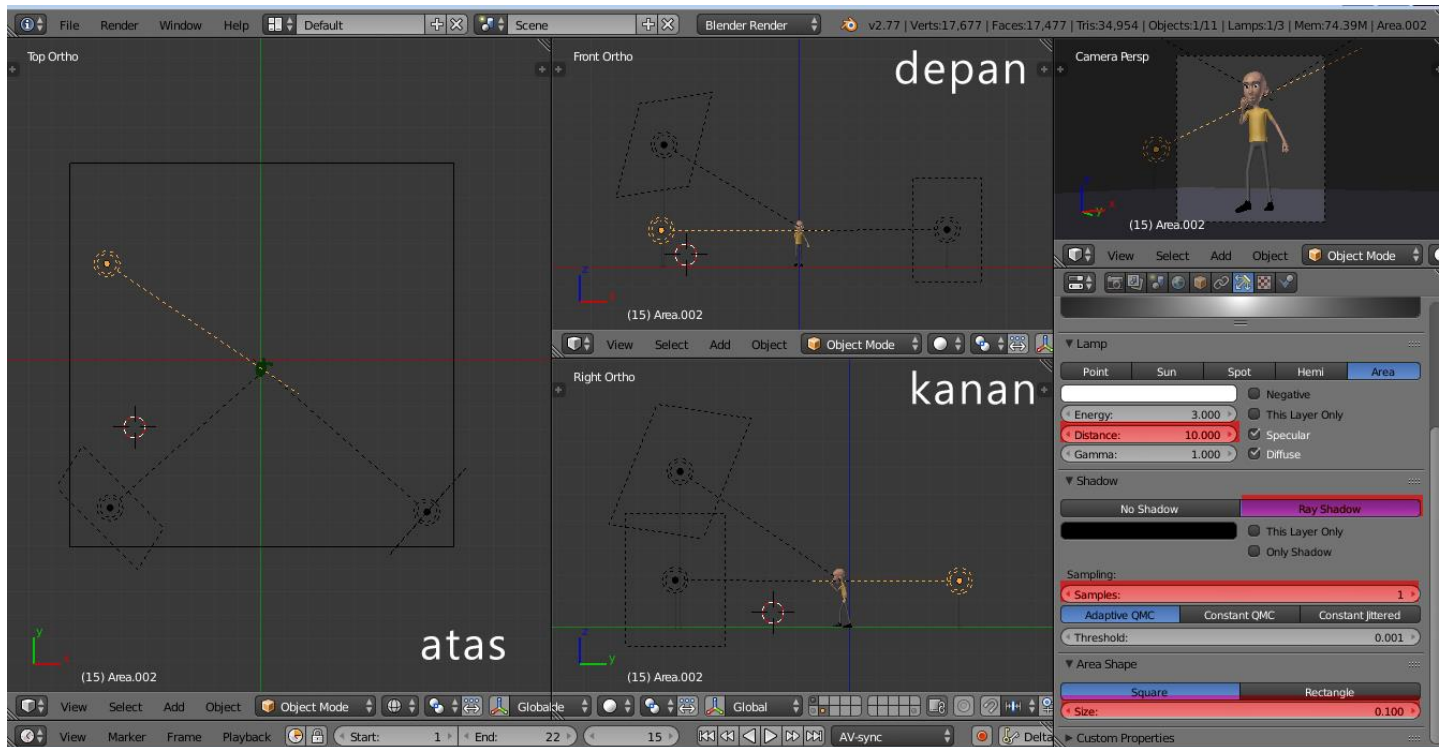 File Render Window Help Default Scene Blender Render v2.77 | Verts:17,677 | Faces:17,477 | Tris:34,954 | Objects:1/11 | Lamps:1/3 | Mem:74.39M | Area.002
Top Ortho
atas
(15) Area.002
View Select Add Object Object Mode Global
Front Ortho
depan
(15) Area.002
View Select Add Object Object Mode
Right Ortho
kanan
(15) Area.002
de Global
Camera Persp
(15) Area.002
View Select Add Object Object Mode
Lamp
Point Sun Spot Hemi Area
Negative
Energy: 3.000 This Layer Only
Distance: 10.000 Specular
Gamma: 1.000 Diffuse
Shadow
No Shadow Ray Shadow
This Layer Only
Only Shadow
Sampling:
Samples: 1
Adaptive QMC Constant QMC Constant Jittered
Threshold: 0.001
Area Shape
Square Rectangle
Size: 0.100
Custom Properties
View Marker Frame Playback Start: 1 End: 22 15 AV-sync Delta